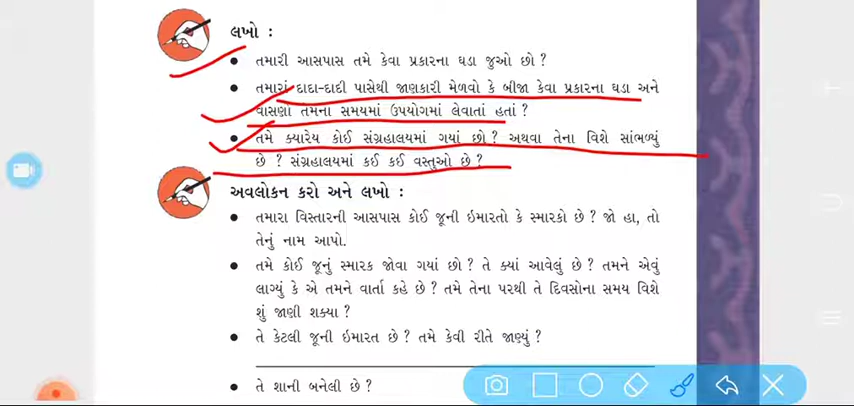 લખો :
• તમારી આસપાસ તમે કેવા પ્રકારના ઘડા જુઓ છો ?
• તમારાં દાદા-દાદી પાસેથી જાણકારી મેળવો કે બીજા કેવા પ્રકારના ઘડા અને
વાસણા તમના સમયમાં ઉપયોગમાં લેવાતાં હતાં ?
• તમે ક્યારેય કોઈ સંગ્રહાલયમાં ગયાં છો ? અથવા તેના વિશે સાંભળ્યું
છે ? સંગ્રહાલયમાં કઈ કઈ વસ્તુઓ છે ?
અવલોકન કરો અને લખો :
• તમારા વિસ્તારની આસપાસ કોઈ જૂની ઇમારતો કે સ્મારકો છે ? જો હા, તો
તેનું નામ આપો.
• તમે કોઈ જૂનું સ્મારક જોવા ગયાં છો ? તે ક્યાં આવેલું છે ? તમને એવું
લાગ્યું કે એ તમને વાર્તા કહે છે ? તમે તેના પરથી તે દિવસોના સમય વિશે
શું જાણી શક્યા ?
• તે કેટલી જૂની ઇમારત છે ? તમે કેવી રીતે જાણ્યું ?
• તે શાની બનેલી છે ?